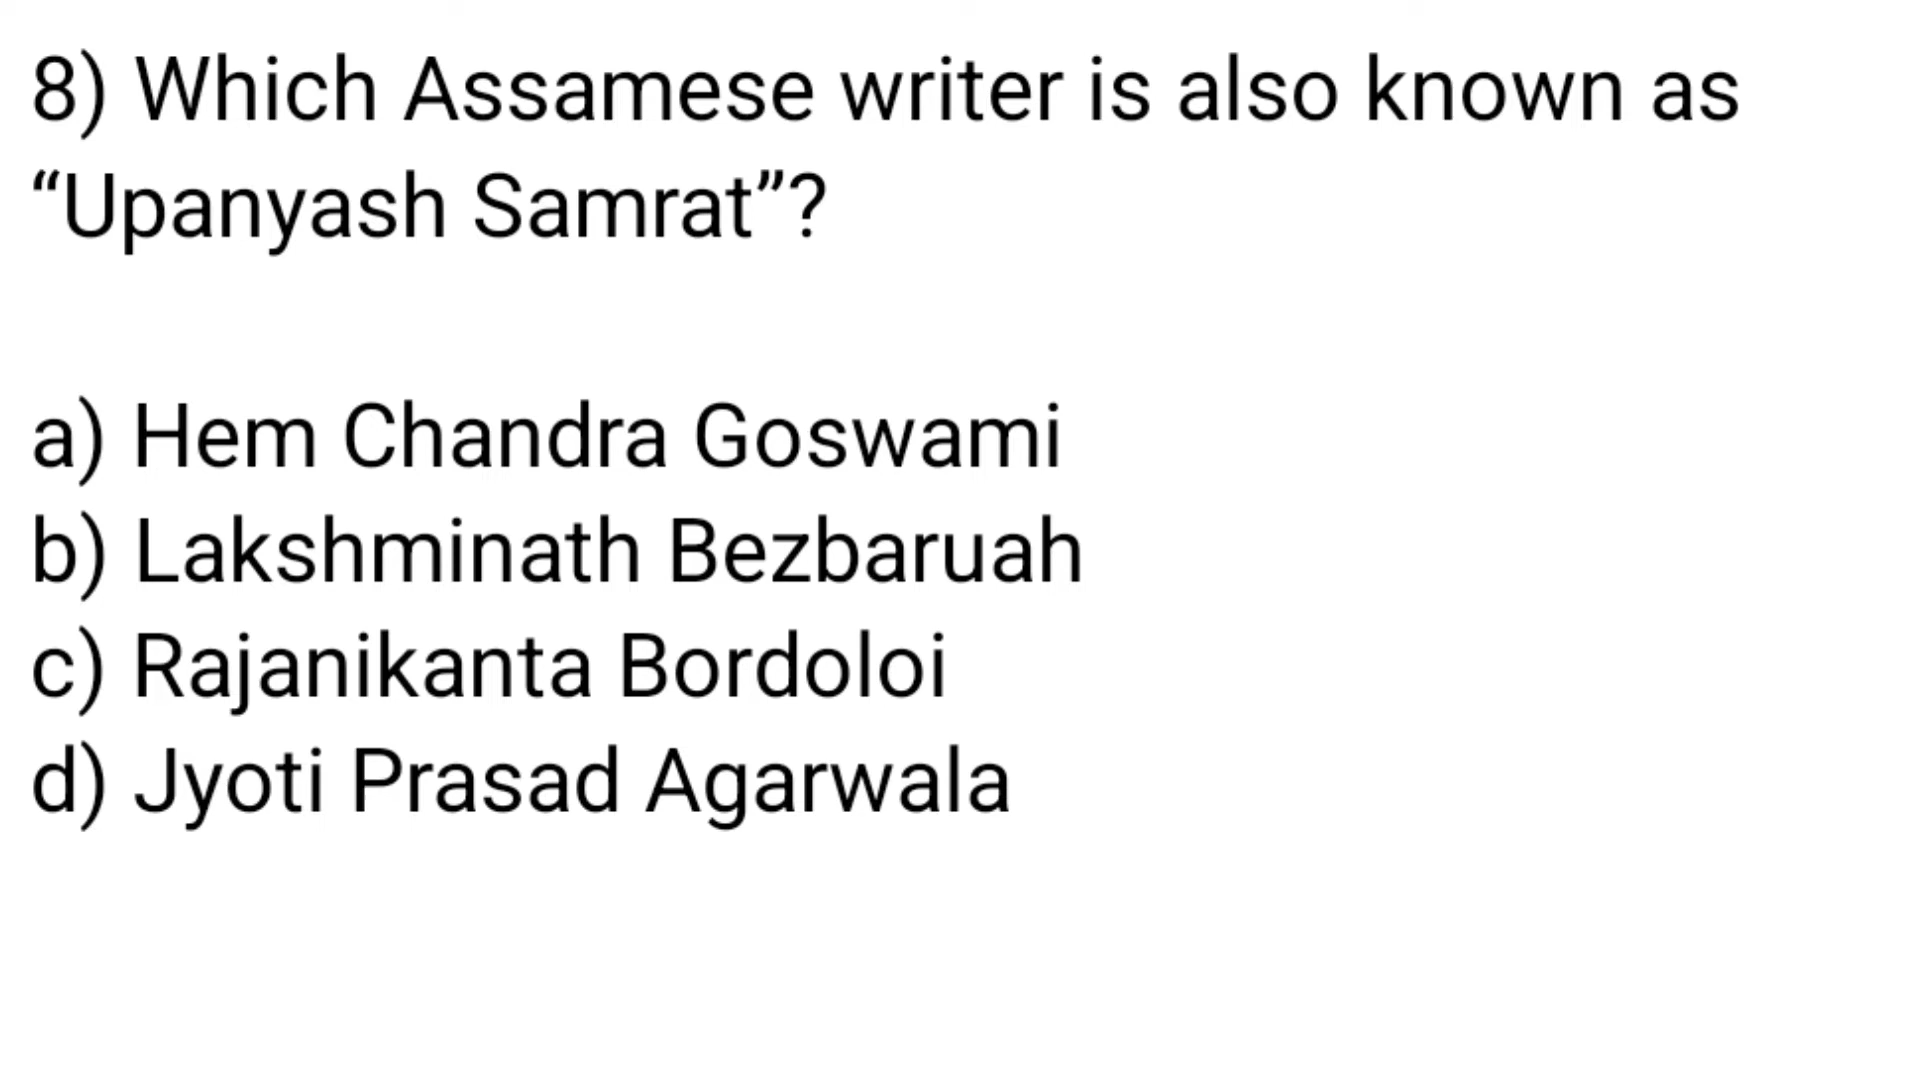 8) Which Assamese writer is also known as
“Upanyash Samrat”?
a) Hem Chandra Goswami
b) Lakshminath Bezbaruah
c) Rajanikanta Bordoloi
d) Jyoti Prasad Agarwala